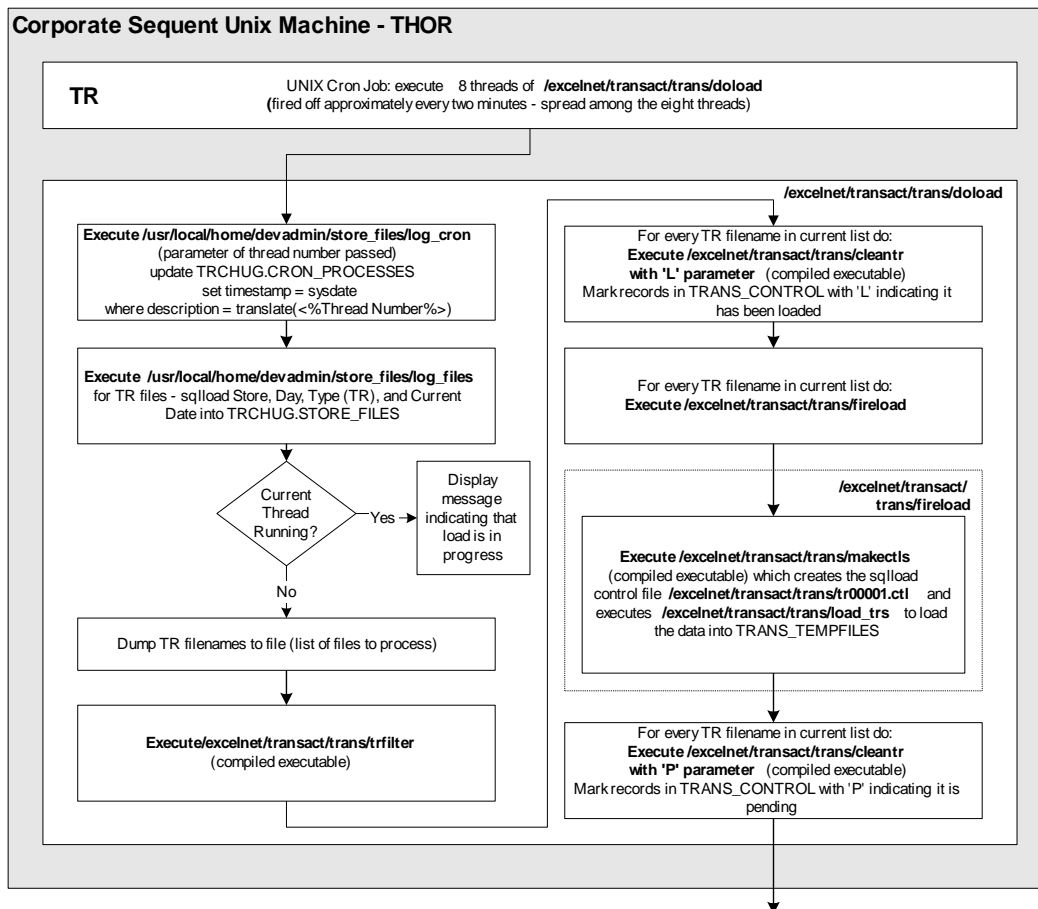 Corporate Sequent Unix Machine - THOR
TR
UNIX Cron Job: execute 8 threads of /excelnet/transact/trans/doload
(fired off approximately every two minutes - spread among the eight threads)
/excelnet/transact/trans/doload
Execute /usr/local/home/devadmin/store_files/log_cron
(parameter of thread number passed)
update TRCHUG.CRON_PROCESSES
set timestamp = sysdate
where description = translate(<%Thread Number%>)
Execute /usr/local/home/devadmin/store_files/log_files
for TR files - sqlload Store, Day, Type (TR), and Current
Date into TRCHUG.STORE_FILES
Current
Thread
Running?
Yes
Display
message
indicating that
load is in
progress
No
Dump TR filenames to file (list of files to process)
Execute/excelnet/transact/trans/trfilter
(compiled executable)
For every TR filename in current list do:
Execute /excelnet/transact/trans/cleantr
with 'L' parameter (compiled executable)
Mark records in TRANS_CONTROL with 'L' indicating it
has been loaded
For every TR filename in current list do:
Execute /excelnet/transact/trans/fireload
/excelnet/transact/
trans/fireload
Execute /excelnet/transact/trans/makectls
(compiled executable) which creates the sqlload
control file /excelnet/transact/trans/tr00001.ctl and
executes /excelnet/transact/trans/load_trs to load
the data into TRANS_TEMPFILES
For every TR filename in current list do:
Execute /excelnet/transact/trans/cleantr
with 'P' parameter (compiled executable)
Mark records in TRANS_CONTROL with 'P' indicating it is
pending